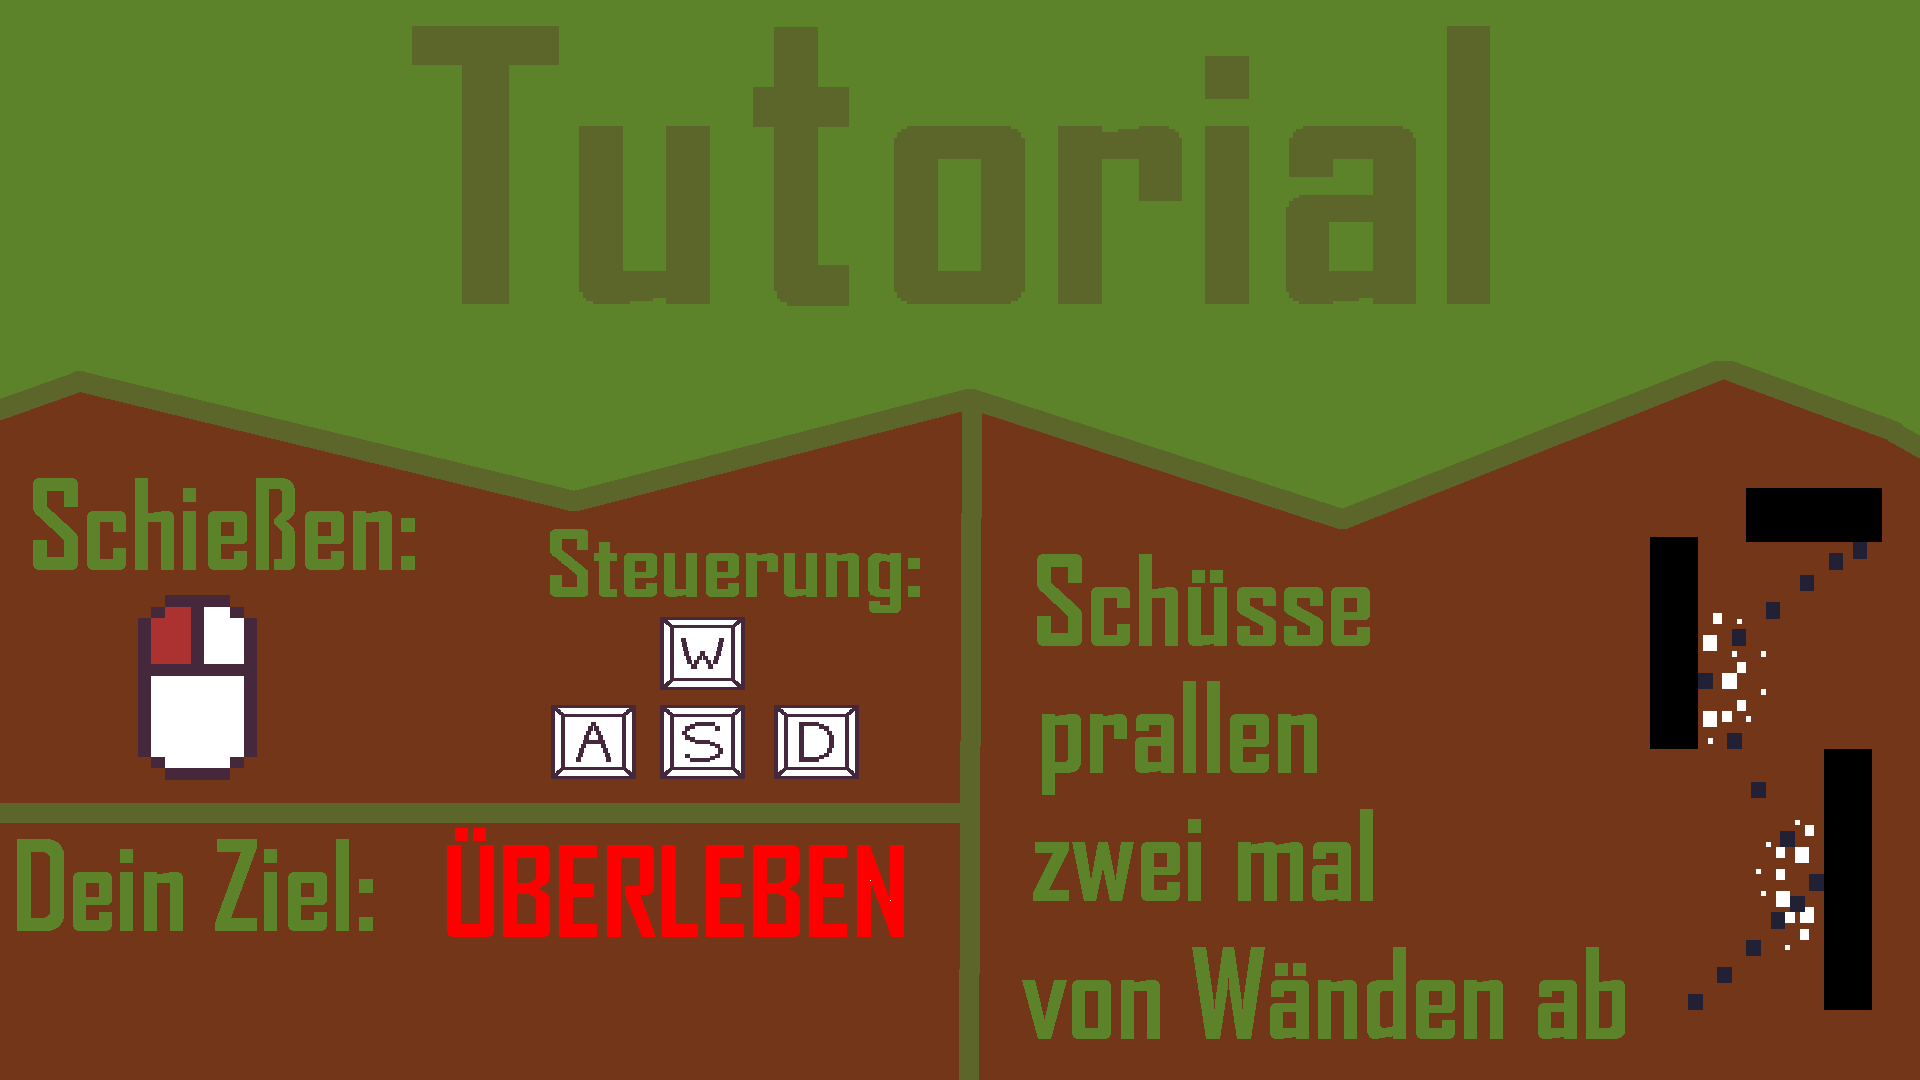 Tutorial
Schießen:
Steuerung:
W
A S D
Dein Ziel: ÜBERLEBEN
Schüsse
prallen
zwei mal
von Wänden ab